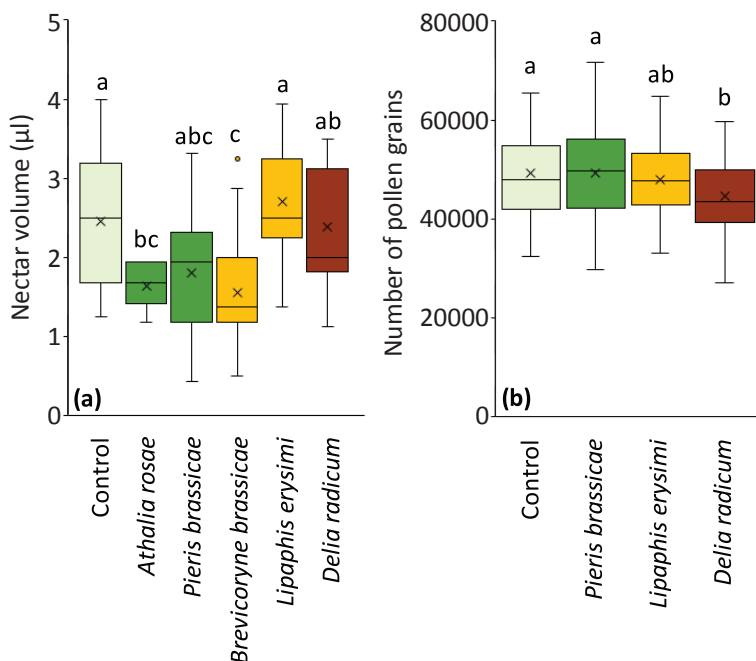 Nectar volume (µl)
5
4
3
2
1
0
a
bc
abc
c
a
ab
(a)
Control
Athalia rosae
Pieris brassicae
Brevicoryne brassicae
Lipaphis erysimi
Delia radicum
Number of pollen grains
80000
60000
40000
20000
0
a
a
ab
b
(b)
Control
Pieris brassicae
Lipaphis erysimi
Delia radicum